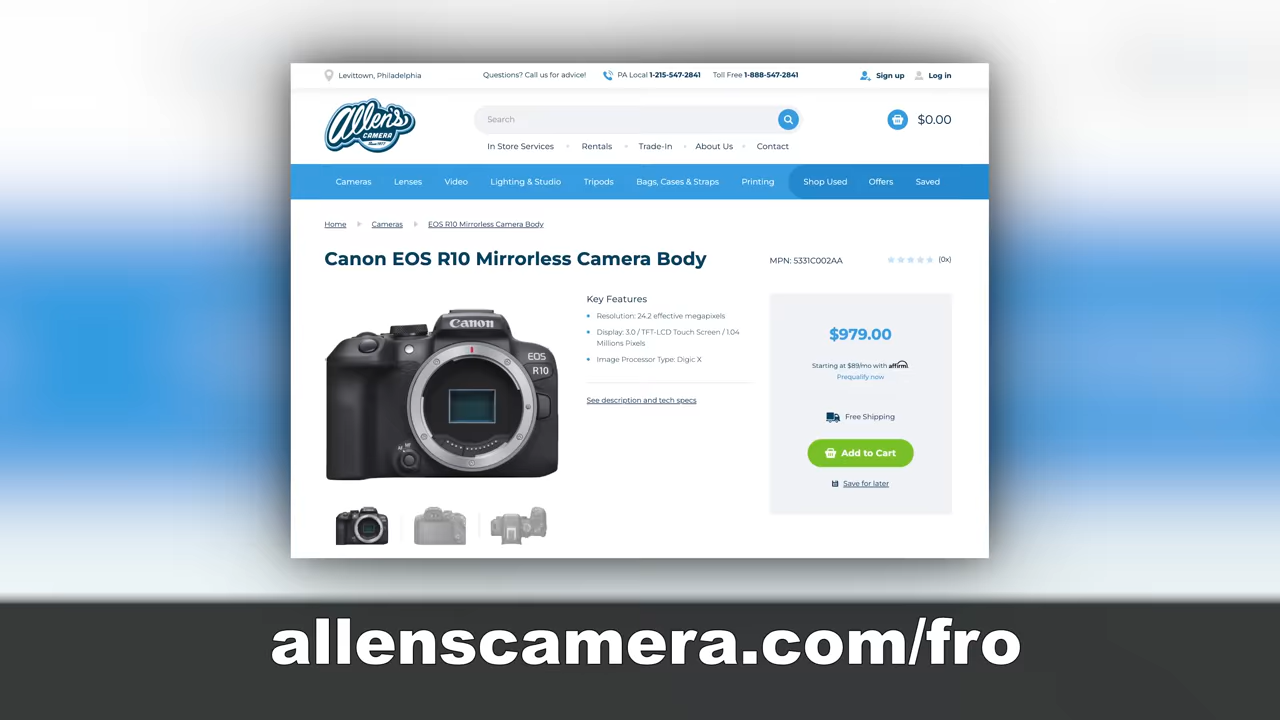 Levittown, Philadelphia
Questions? Call us for advice!
PA Local 1-215-547-2841
Toll Free 1-888-547-2841
Sign up
Log in
Allen's
CAMERA
Since 1977
Search
$0.00
In Store Services
Rentals
Trade-In
About Us
Contact
Cameras
Lenses
Video
Lighting & Studio
Tripods
Bags, Cases & Straps
Printing
Shop Used
Offers
Saved
Home
Cameras
EOS R10 Mirrorless Camera Body
Canon EOS R10 Mirrorless Camera Body
MPN: 5331C002AA
(0x)
Canon
EOS
R10
Key Features
Resolution: 24.2 effective megapixels
Display: 3.0 / TFT-LCD Touch Screen / 1.04
Millions Pixels
Image Processor Type: Digic X
See description and tech specs
$979.00
Starting at $89/mo with affirm.
Prequalify now
Free Shipping
Add to Cart
Save for later
allenscamera.com/fro